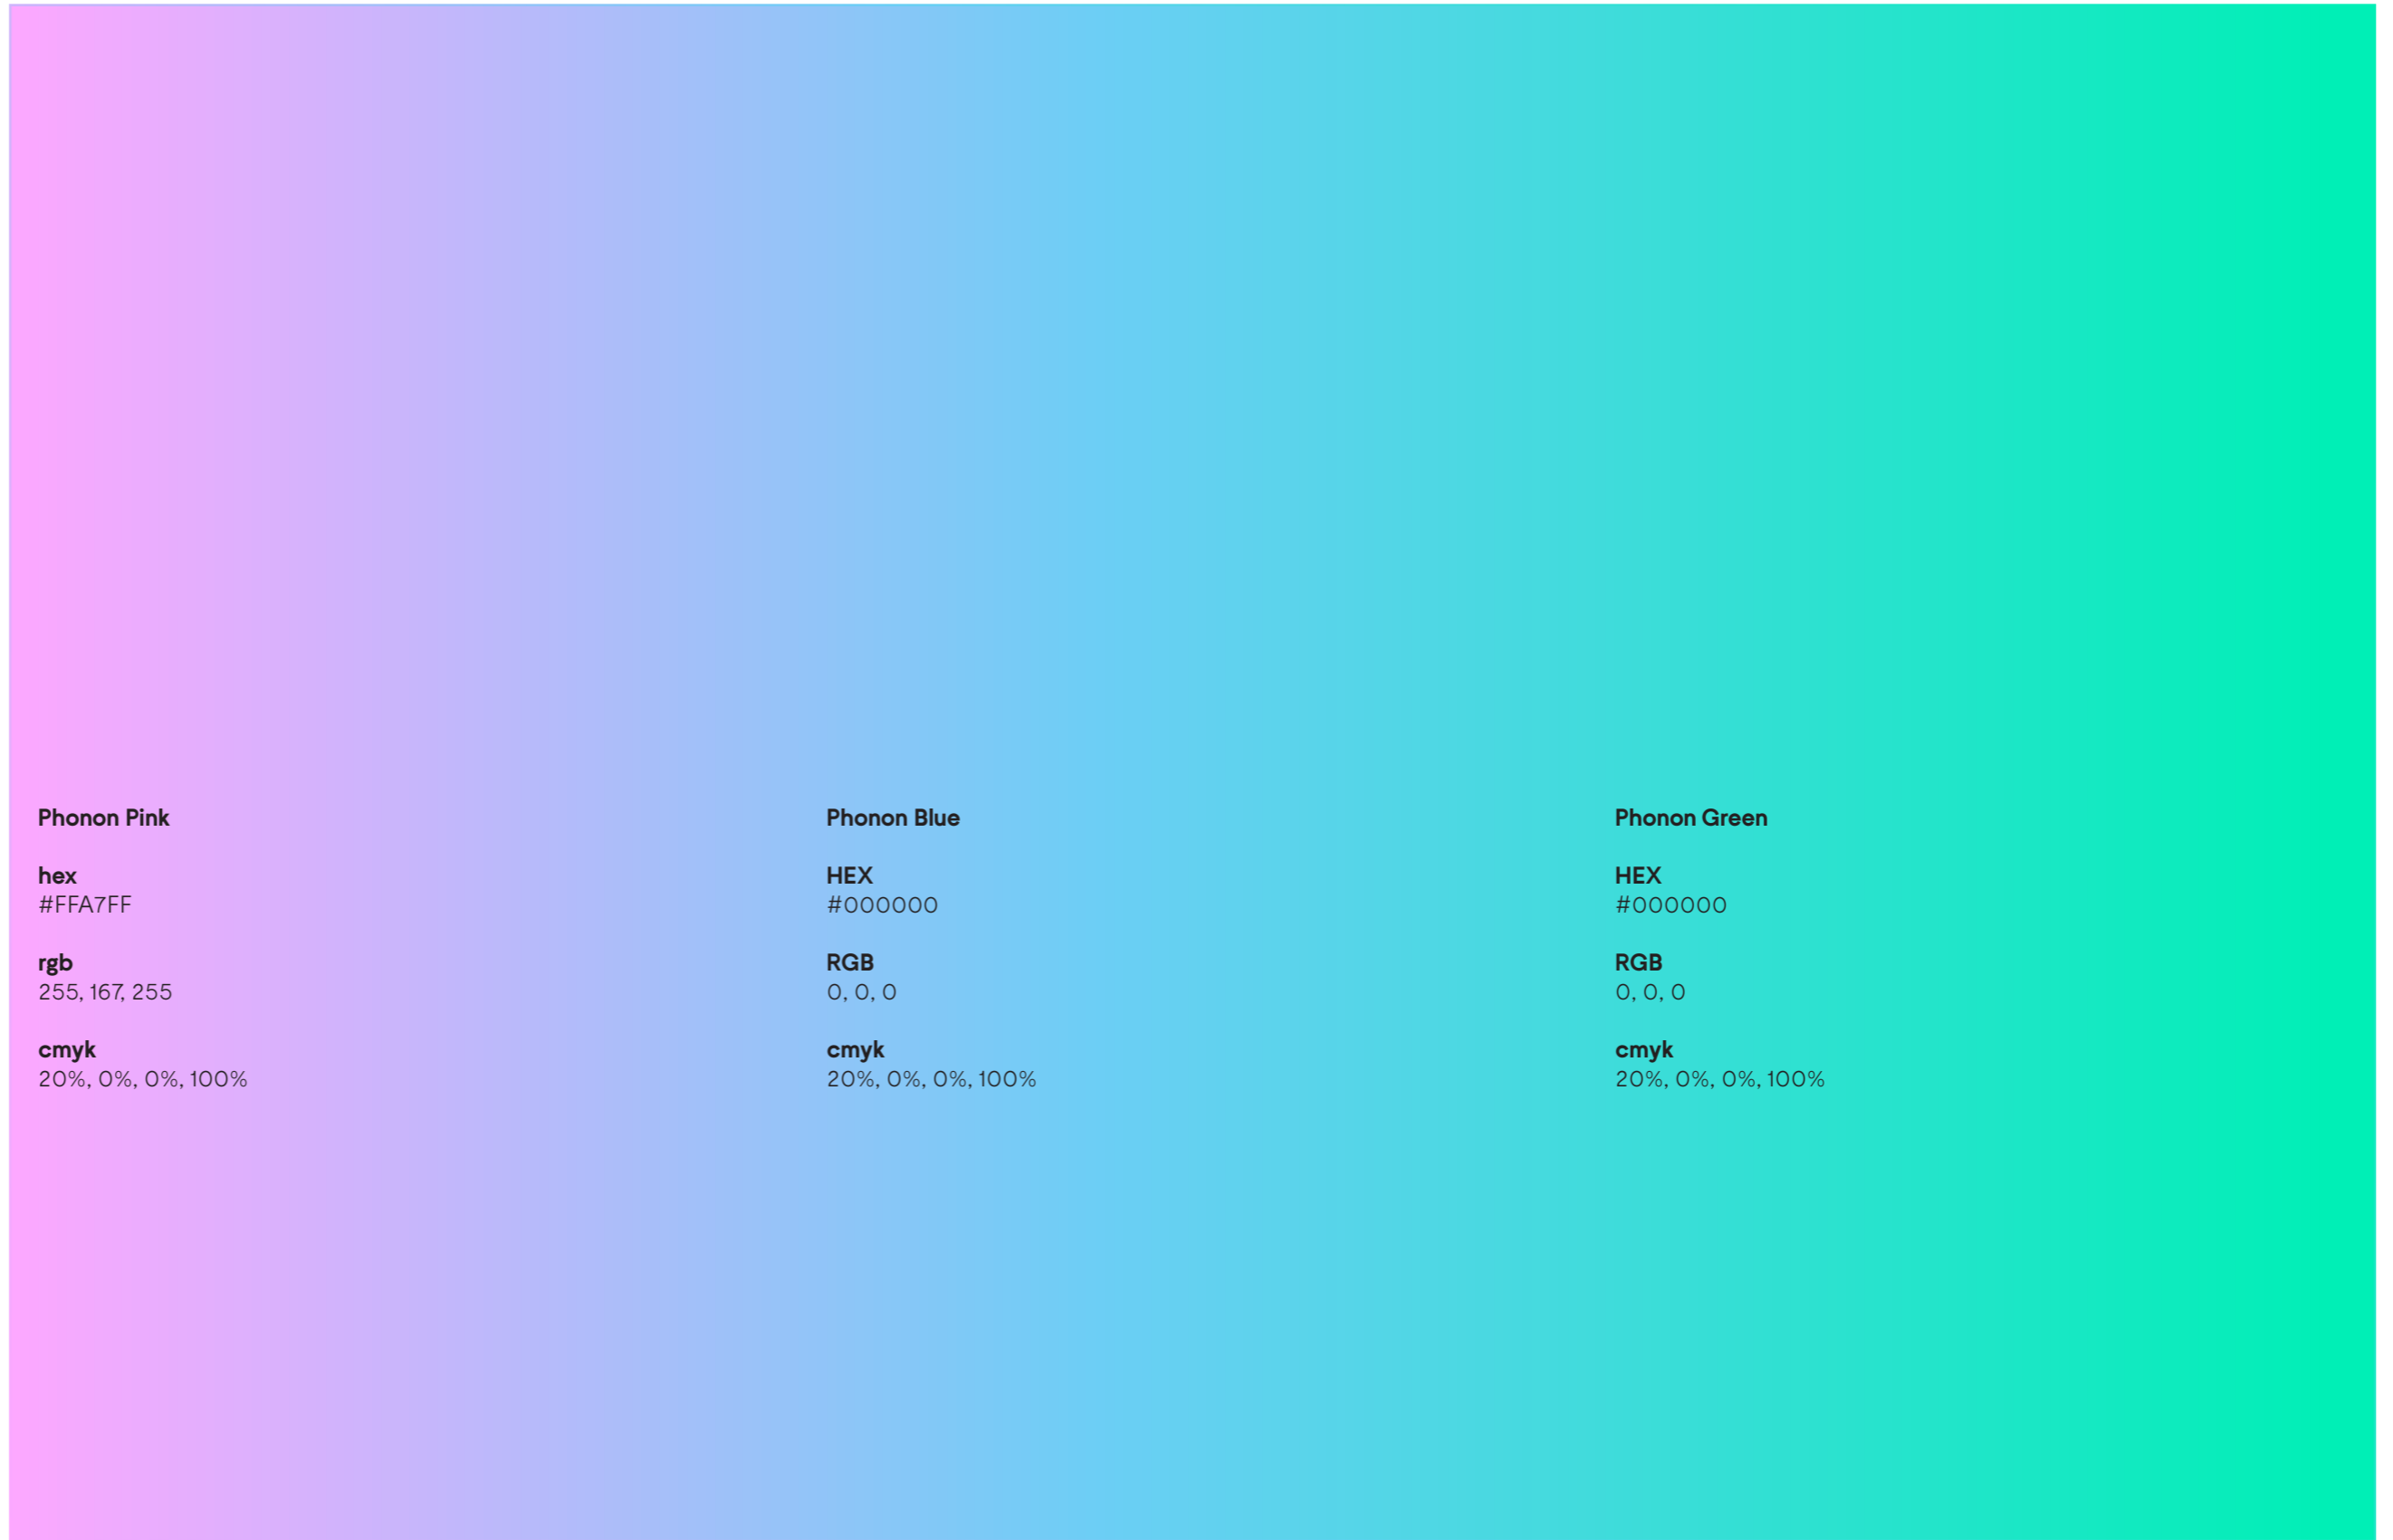 Phonon Pink
hex
#FFA7FF
rgb
255, 167, 255
cmyk
20%, 0%, 0%, 100%
Phonon Blue
HEX
#000000
RGB
0, 0, 0
cmyk
20%, 0%, 0%, 100%
Phonon Green
HEX
#000000
RGB
0, 0, 0
cmyk
20%, 0%, 0%, 100%